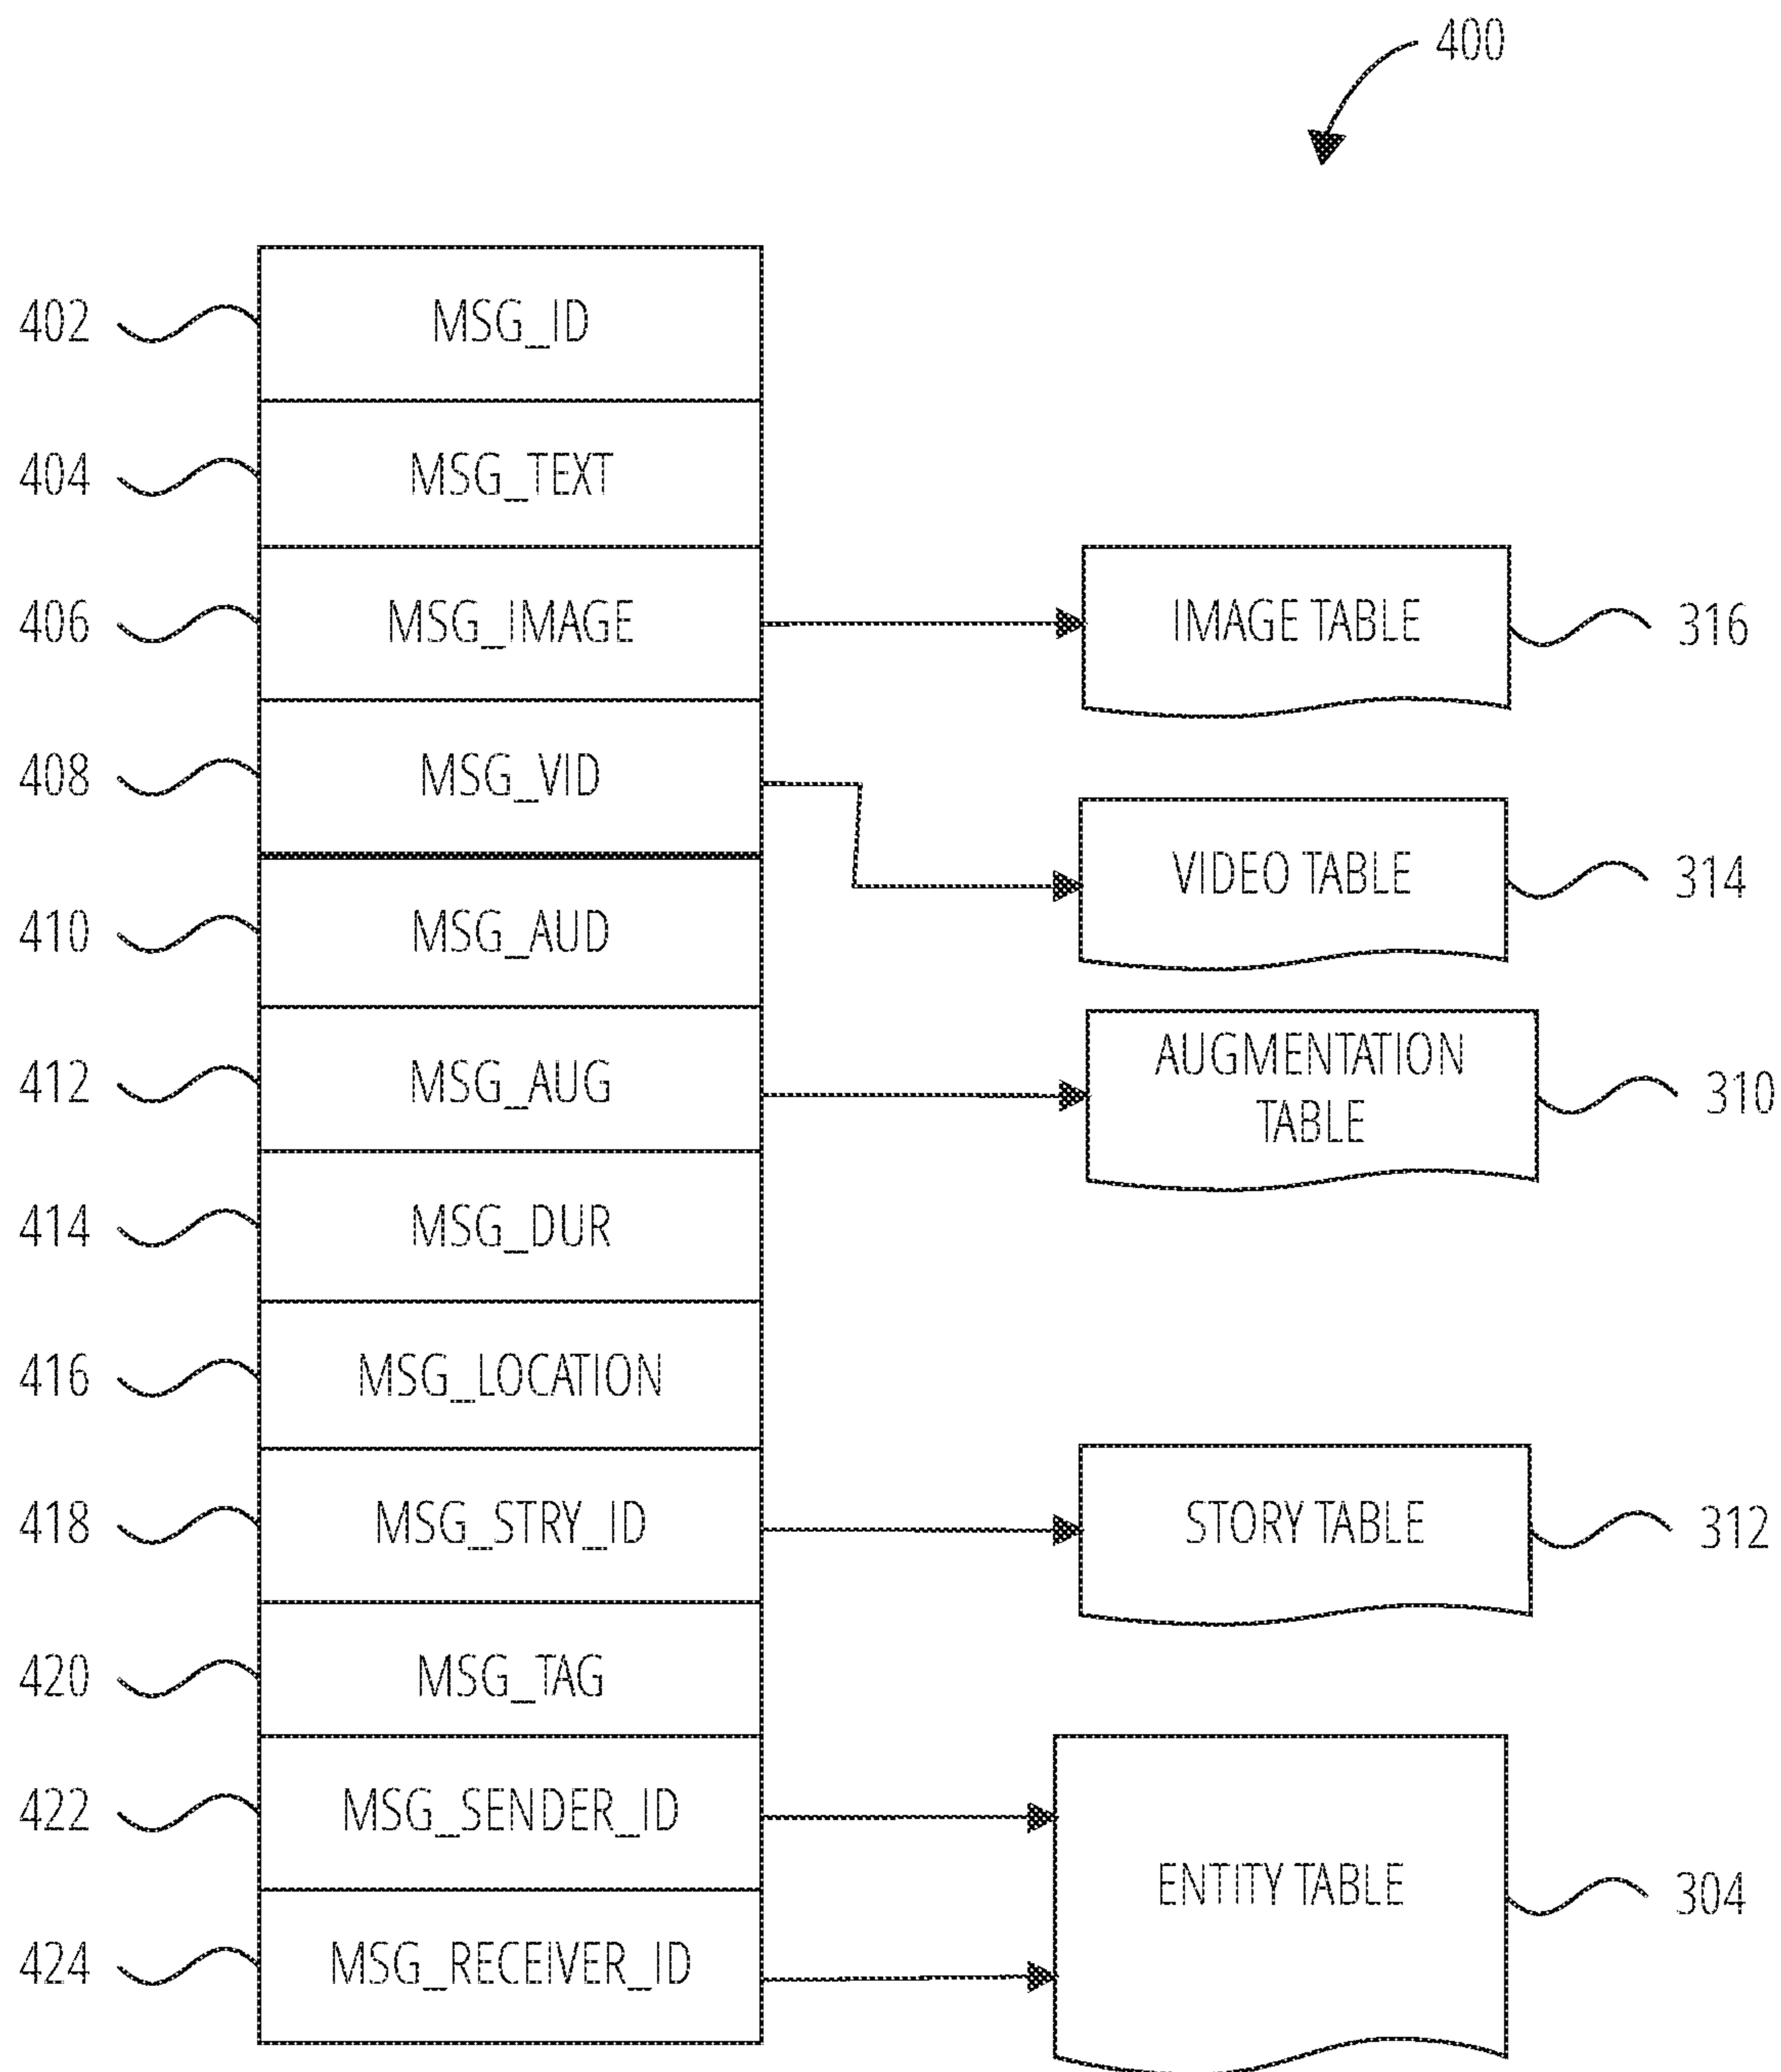 400
402 MSG_ID
404 MSG_TEXT
406 MSG_IMAGE IMAGE TABLE 316
408 MSG_VID
VIDEO TABLE 314
410 MSG_AUD
412 MSG_AUG AUGMENTATION TABLE 310
414 MSG_DUR
416 MSG_LOCATION
418 MSG_STRY_ID STORY TABLE 312
420 MSG_TAG
422 MSG_SENDER_ID
ENTITY TABLE 304
424 MSG_RECEIVER_ID